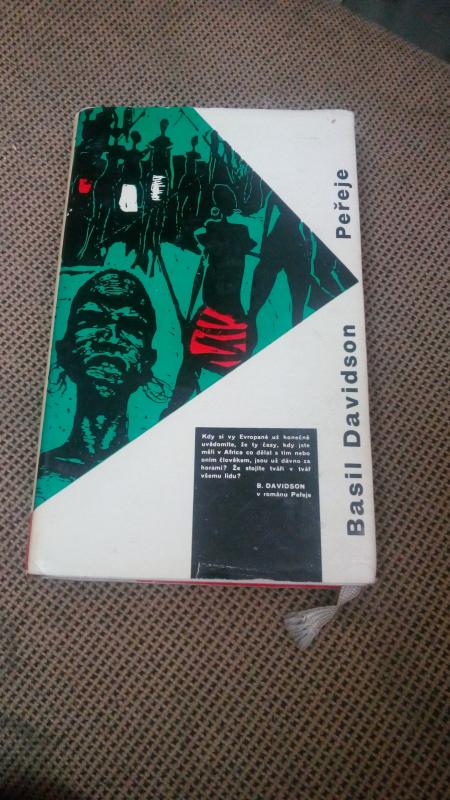 Basil Davidson Peřeje
Kdy si vy Evropané už konečně
uvědomíte, že ty časy, kdy jste
měli v Africe co dělat s tím nebo
oním člověkem, jsou už dávno za
horami? Že stojíte tváří v tvář
všemu lidu?
B. DAVIDSON
v románu Peřeje